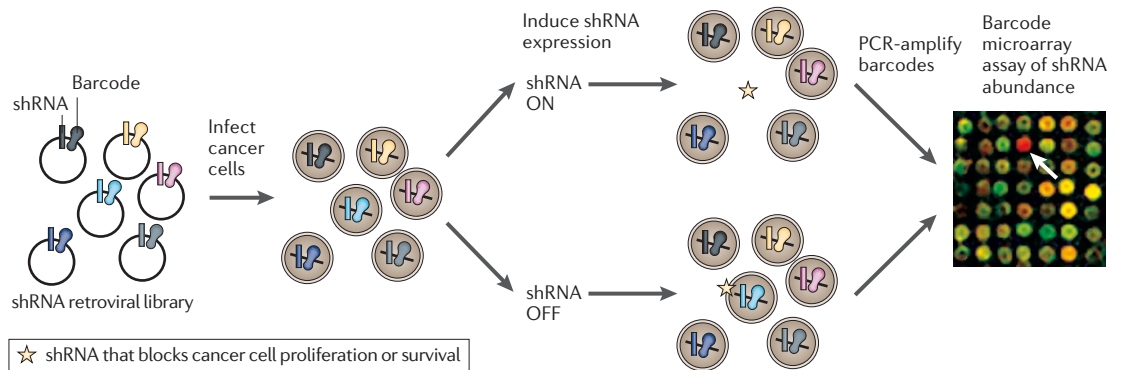 Barcode
shRNA
shRNA retroviral library
Infect
cancer
cells
Induce shRNA
expression
shRNA
ON
shRNA
OFF
PCR-amplify
barcodes
Barcode
microarray
assay of shRNA
abundance
shRNA that blocks cancer cell proliferation or survival